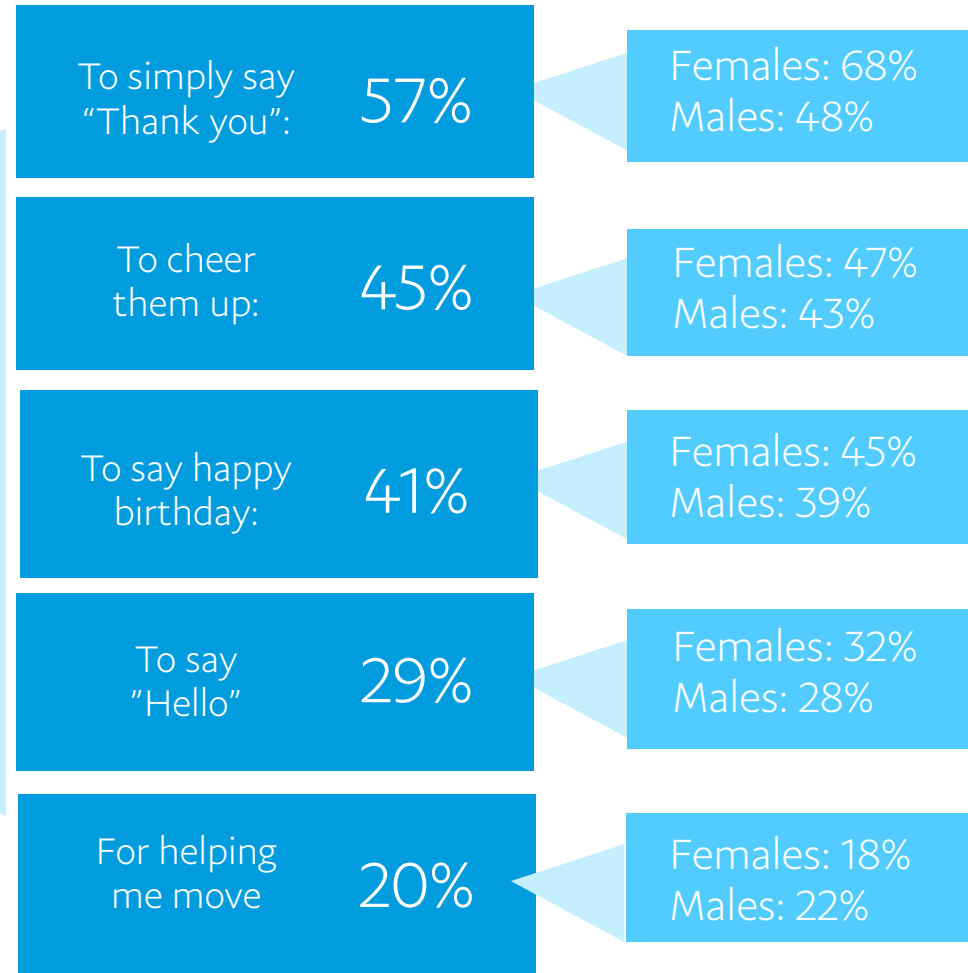 To simply say
“Thank you”:
57%
Females: 68%
Males: 48%
To cheer
them up:
45%
Females: 47%
Males: 43%
To say happy
birthday:
41%
Females: 45%
Males: 39%
To say
”Hello”
29%
Females: 32%
Males: 28%
For helping
me move
20%
Females: 18%
Males: 22%